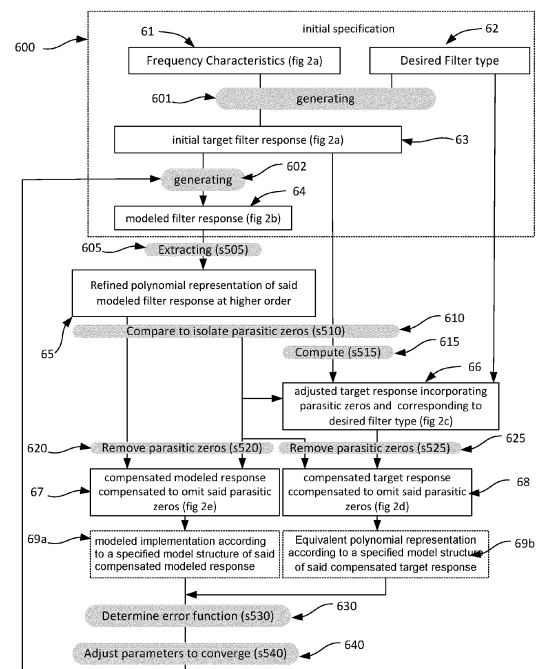 61
initial specification
62
600
Frequency Characteristics (fig 2a)
Desired Filter type
601
generating
initial target filter response (fig 2a)
63
602
generating
64
modeled filter response (fig 2b)
605
Extracting (s505)
Refined polynomial representation of said
modeled filter response at higher order
610
65
Compare to isolate parasitic zeros (s510)
615
Compute (s515)
66
adjusted target response incorporating
parasitic zeros and corresponding to
desired filter type (fig 2c)
620
Remove parasitic zeros (s520)
Remove parasitic zeros (s525)
625
67
compensated modeled response
compensated to omit said parasitic
zeros (fig 2e)
compensated target response
ccompensated to omit said parasitic
zeros (fig 2d)
68
69a
modeled implementation according
to a specified model structure of said
compensated modeled response
Equivalent polynomial representation
according to a specified model structure
of said compensated target response
69b
Determine error function (s530)
630
Adjust parameters to converge (s540)
640